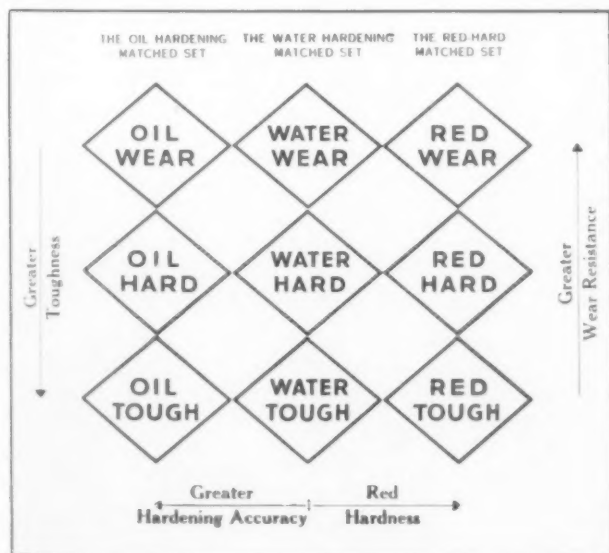 THE OIL HARDENING MATCHED SET
THE WATER HARDENING MATCHED SET
THE RED-HARD MATCHED SET
OIL WEAR
WATER WEAR
RED WEAR
OIL HARD
WATER HARD
RED HARD
OIL TOUGH
WATER TOUGH
RED TOUGH
Greater Toughness
Greater Wear Resistance
Greater Hardening Accuracy
Red Hardness